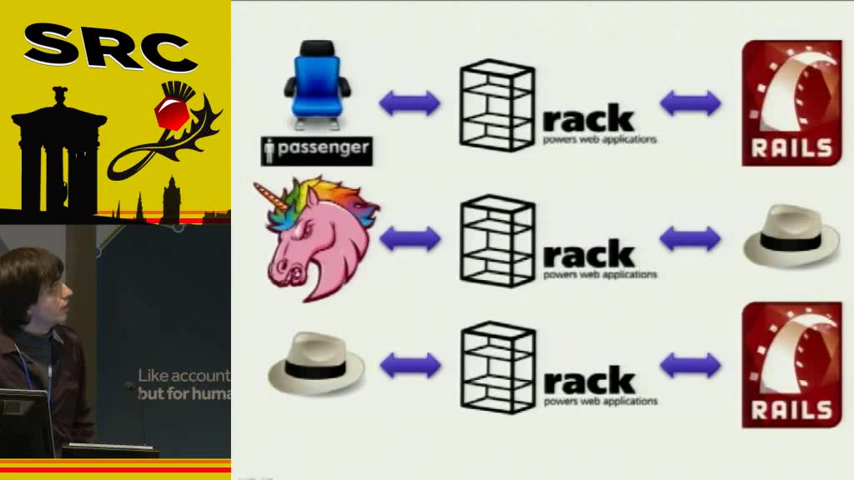 SRC
passenger
rack
powers web applications
RAILS
rack
powers web applications
rack
powers web applications
RAILS
Like account
but for huma